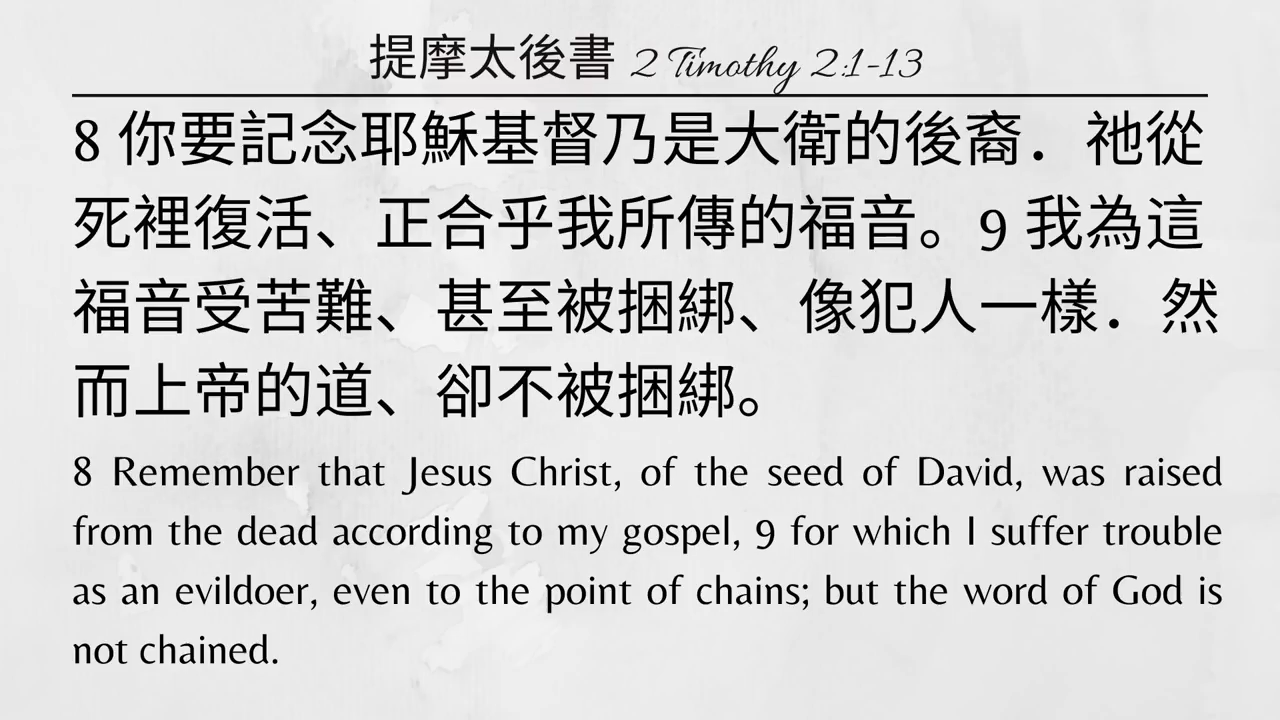 提摩太後書 2 Timothy 2:1-13
8 你要記念耶穌基督乃是大衛的後裔．祂從
死裡復活、正合乎我所傳的福音。9 我為這
福音受苦難、甚至被捆綁、像犯人一樣．然
而上帝的道、卻不被捆綁。
8 Remember that Jesus Christ, of the seed of David, was raised
from the dead according to my gospel, 9 for which I suffer trouble
as an evildoer, even to the point of chains; but the word of God is
not chained.